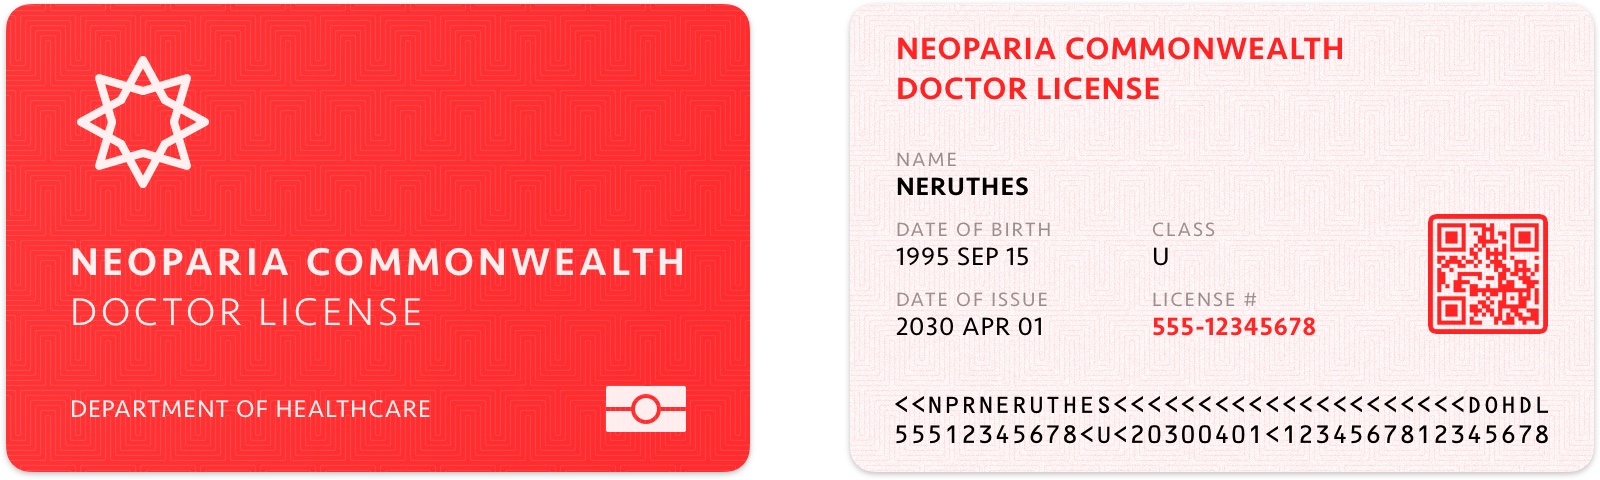 NEOPARIA COMMONWEALTH
DOCTOR LICENSE
DEPARTMENT OF HEALTHCARE
NEOPARIA COMMONWEALTH
DOCTOR LICENSE
NAME
NERUTHES
DATE OF BIRTH CLASS
1995 SEP 15 U
DATE OF ISSUE LICENSE #
2030 APR 01 555-12345678
<<NPRNERUTHES<<<<<<<<<<<<<<<<<<<<<DOHDL
55512345678<U<20300401<1234567812345678